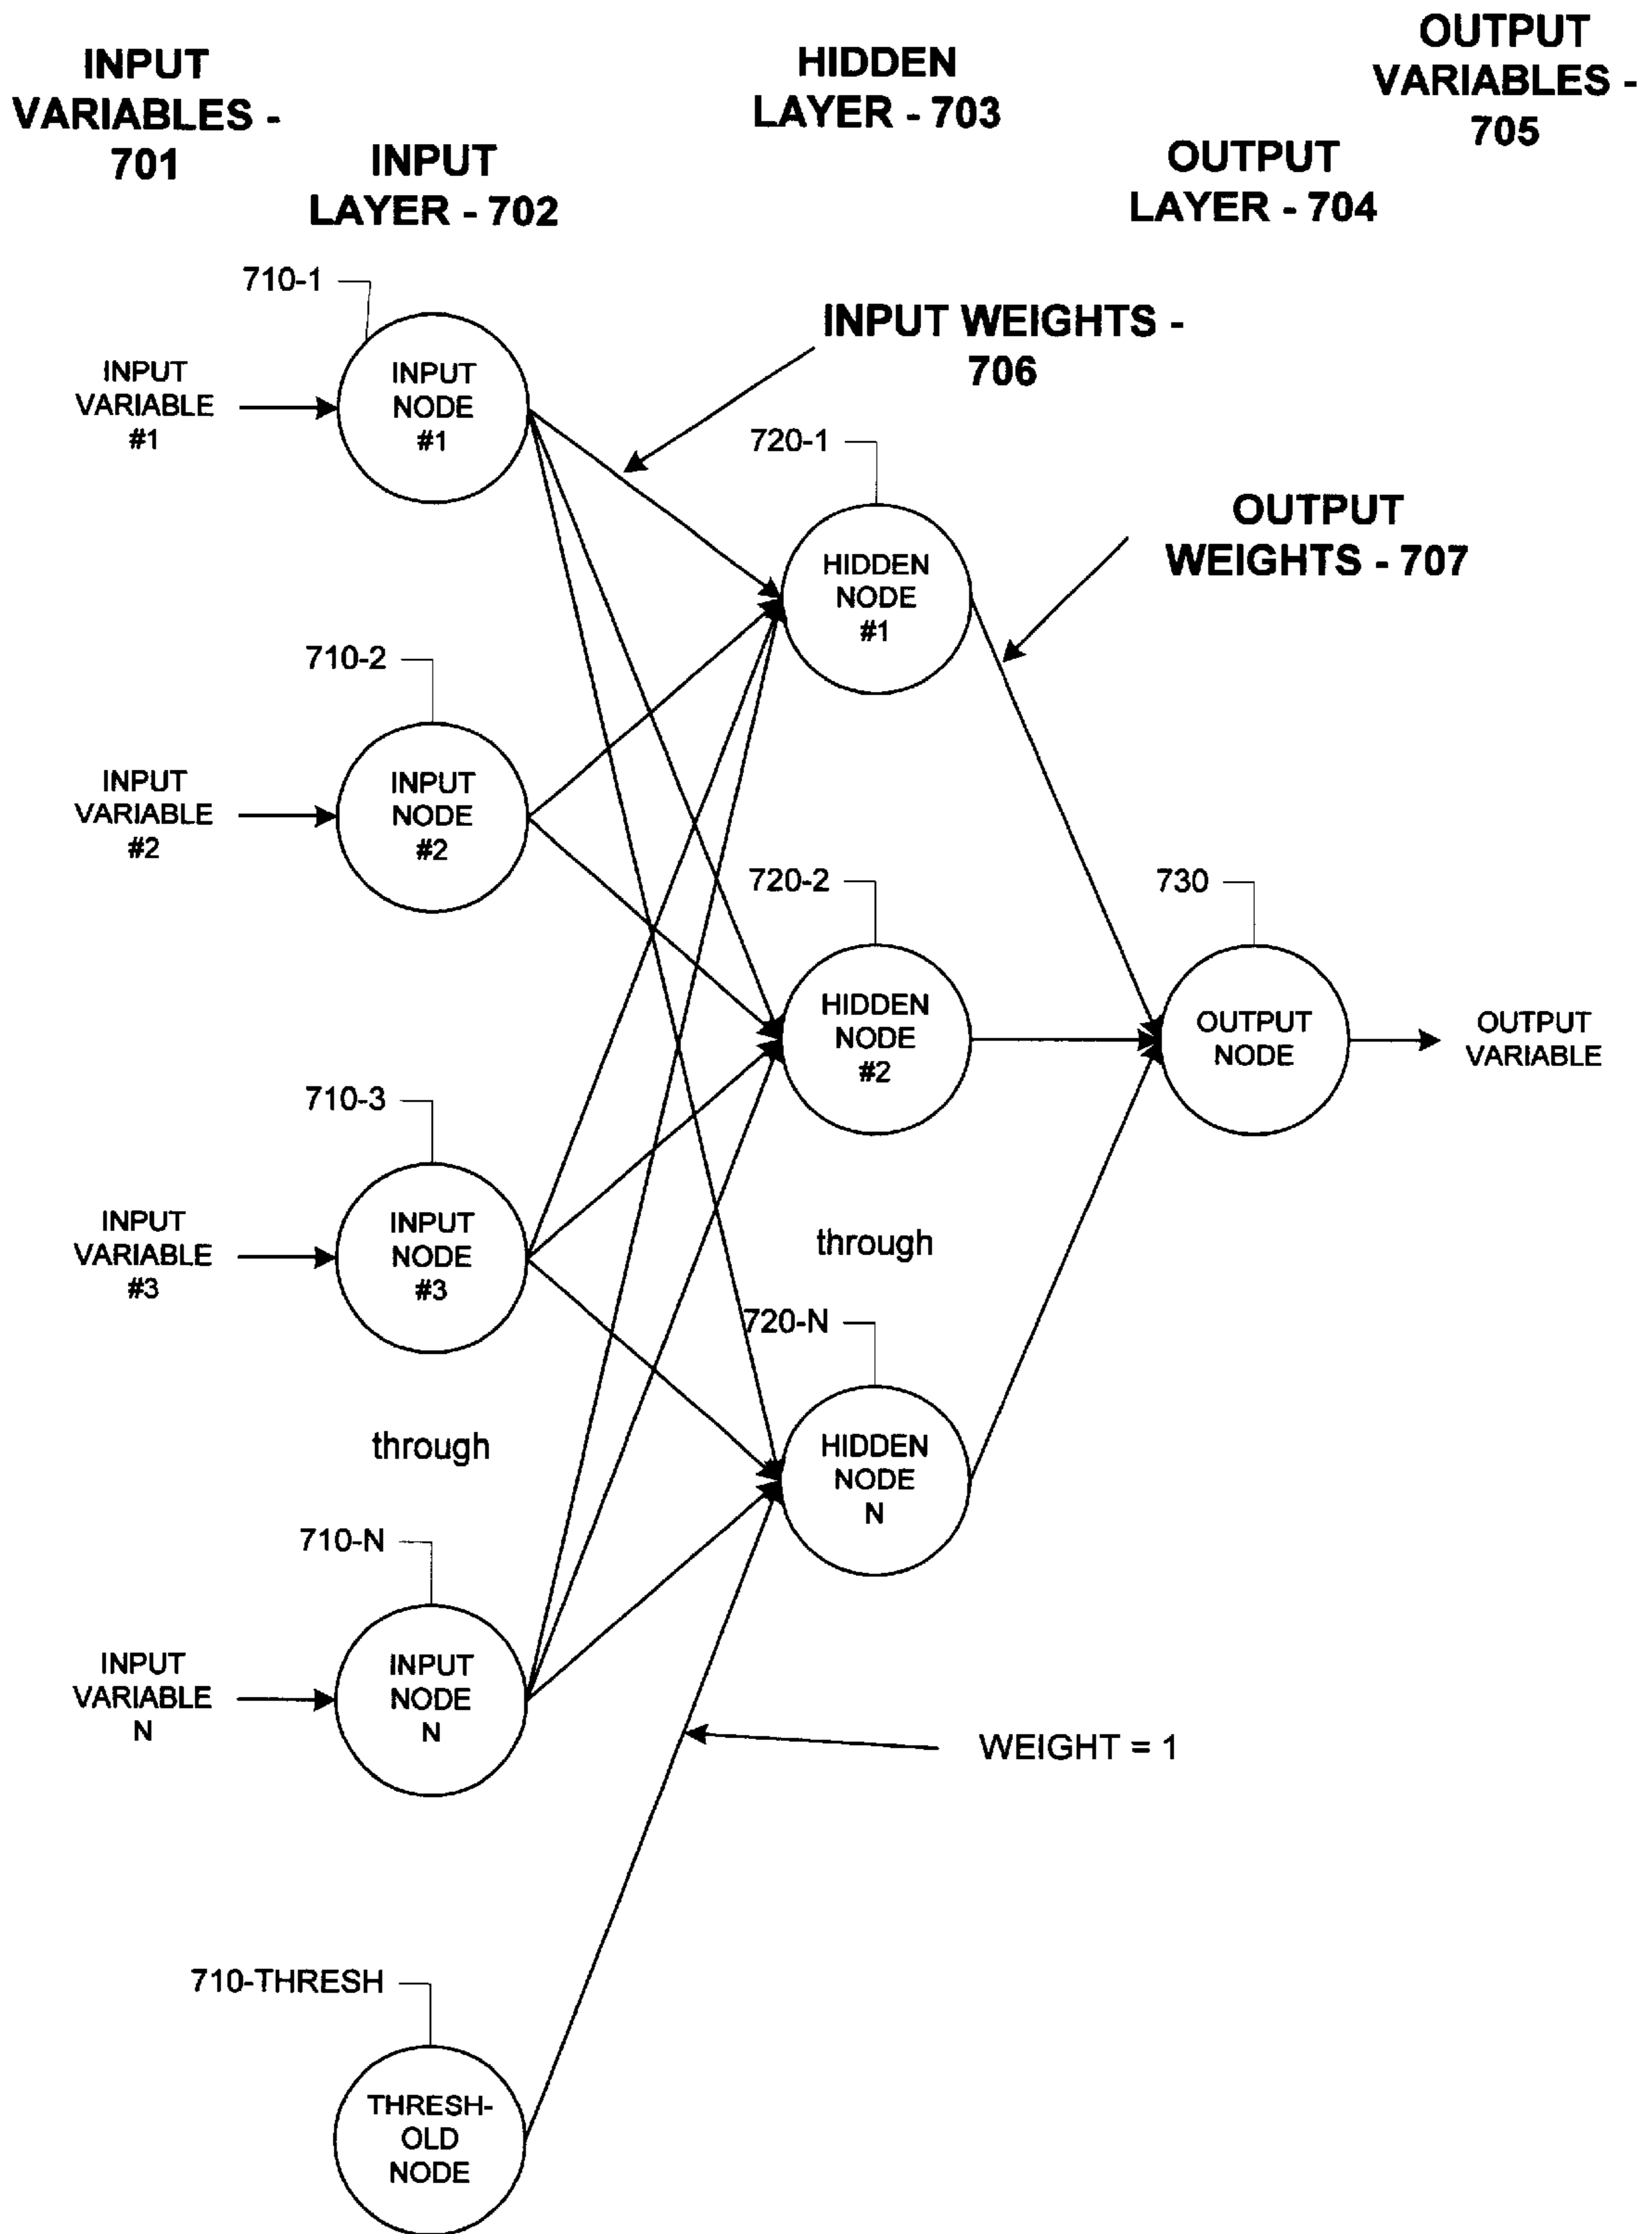 INPUT
VARIABLES -
701
INPUT
LAYER - 702
HIDDEN
LAYER - 703
OUTPUT
LAYER - 704
OUTPUT
VARIABLES -
705
710-1
INPUT
VARIABLE
#1
INPUT
NODE
#1
INPUT WEIGHTS -
706
720-1
HIDDEN
NODE
#1
OUTPUT
WEIGHTS - 707
710-2
INPUT
VARIABLE
#2
INPUT
NODE
#2
720-2
HIDDEN
NODE
#2
730
OUTPUT
NODE
OUTPUT
VARIABLE
710-3
INPUT
VARIABLE
#3
INPUT
NODE
#3
through
720-N
HIDDEN
NODE
N
through
710-N
INPUT
VARIABLE
N
INPUT
NODE
N
WEIGHT = 1
710-THRESH
THRESH-
OLD
NODE